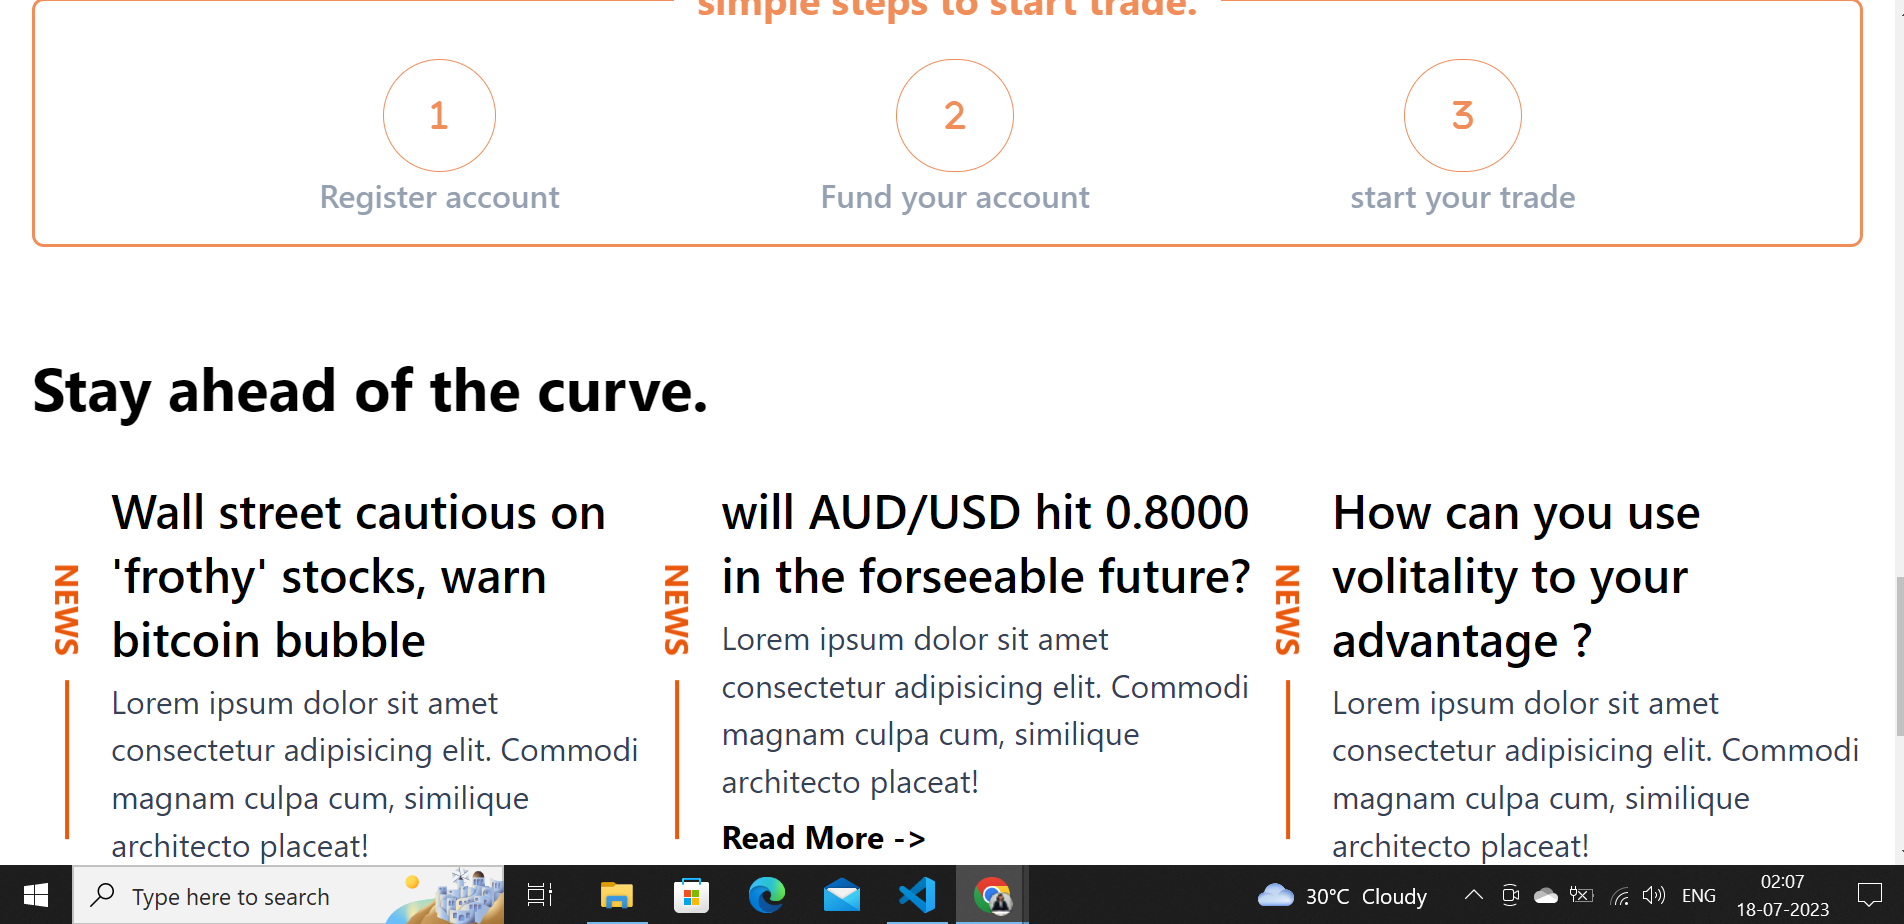 simple steps to start trade.
1
2
3
Register account
Fund your account
start your trade
Stay ahead of the curve.
NEWS
Wall street cautious on
'frothy' stocks, warn
bitcoin bubble
Lorem ipsum dolor sit amet
consectetur adipisicing elit. Commodi
magnam culpa cum, similique
architecto placeat!
NEWS
will AUD/USD hit 0.8000
in the forseeable future?
Lorem ipsum dolor sit amet
consectetur adipisicing elit. Commodi
magnam culpa cum, similique
architecto placeat!
Read More ->
NEWS
How can you use
volitality to your
advantage ?
Lorem ipsum dolor sit amet
consectetur adipisicing elit. Commodi
magnam culpa cum, similique
architecto placeat!
Type here to search
30°C Cloudy
ENG
02:07
18-07-2023